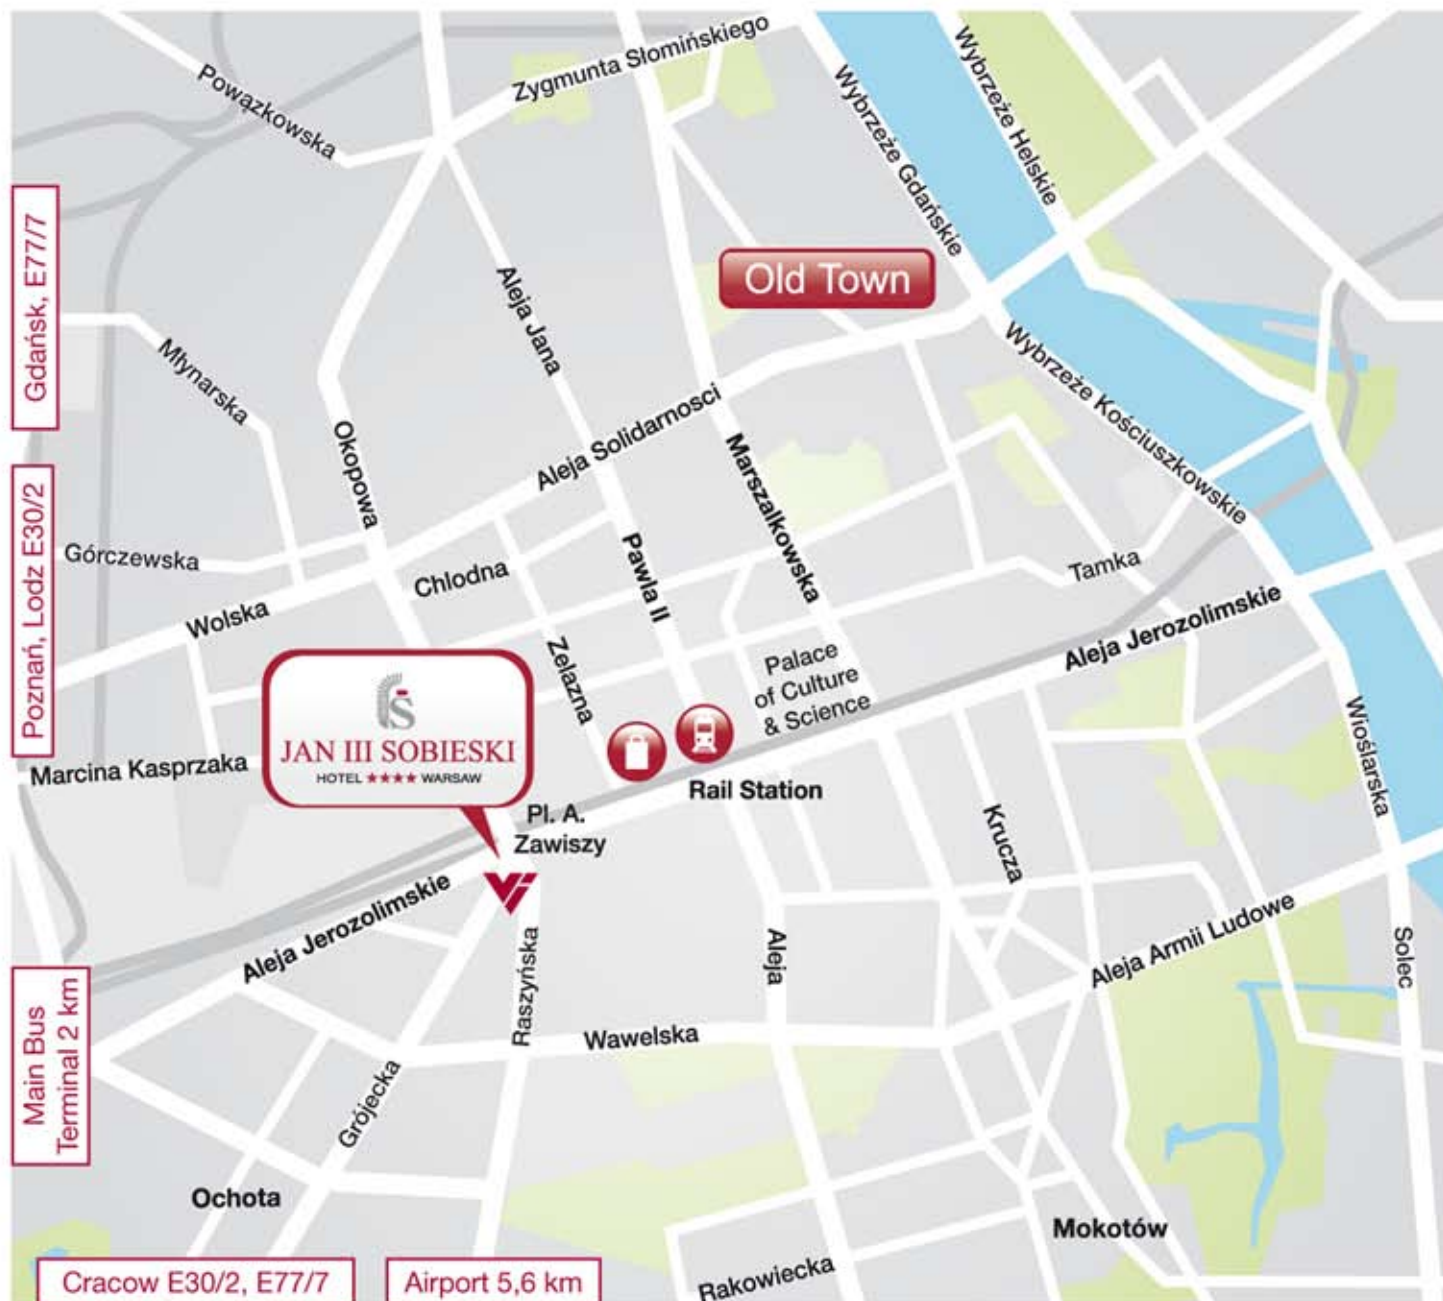 Zygmunta Słomińskiego
Powązkowska
Wybrzeże Gdańskie
Wybrzeże Helskie
Gdańsk, E77/7
Old Town
Aleja Jana
Młynarska
Wybrzeże Kościuszkowskie
Okopowa
Aleja Solidarnosci
Marszalkowska
Poznań, Lodz E30/2
Górczewska
Chlodna
Pawla II
Tamka
Wolska
Aleja Jerozolimskie
Zelazna
Palace
of Culture
& Science
JAN III SOBIESKI
HOTEL ★★★★ WARSAW
Marcina Kasprzaka
Rail Station
Wioślarska
Pl. A.
Zawiszy
Krucza
Aleja Jerozolimskie
Raszyńska
Aleja
Aleja Armii Ludowe
Solec
Main Bus
Terminal 2 km
Wawelska
Grójecka
Ochota
Mokotów
Rakowiecka
Cracow E30/2, E77/7
Airport 5,6 km